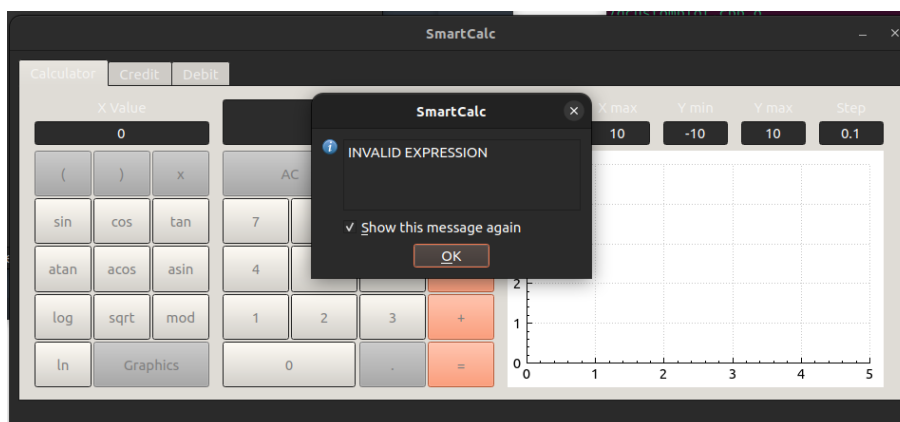 SmartCalc
Calculator Credit Debit
X Value
X max Y min Y max Step
0
10 -10 10 0.1
SmartCalc
INVALID EXPRESSION
Show this message again
OK
( ) x AC
sin cos tan 7
atan acos asin 4
log sqrt mod 1 2 3 +
ln Graphics 0 . =
2
1
0
0 1 2 3 4 5